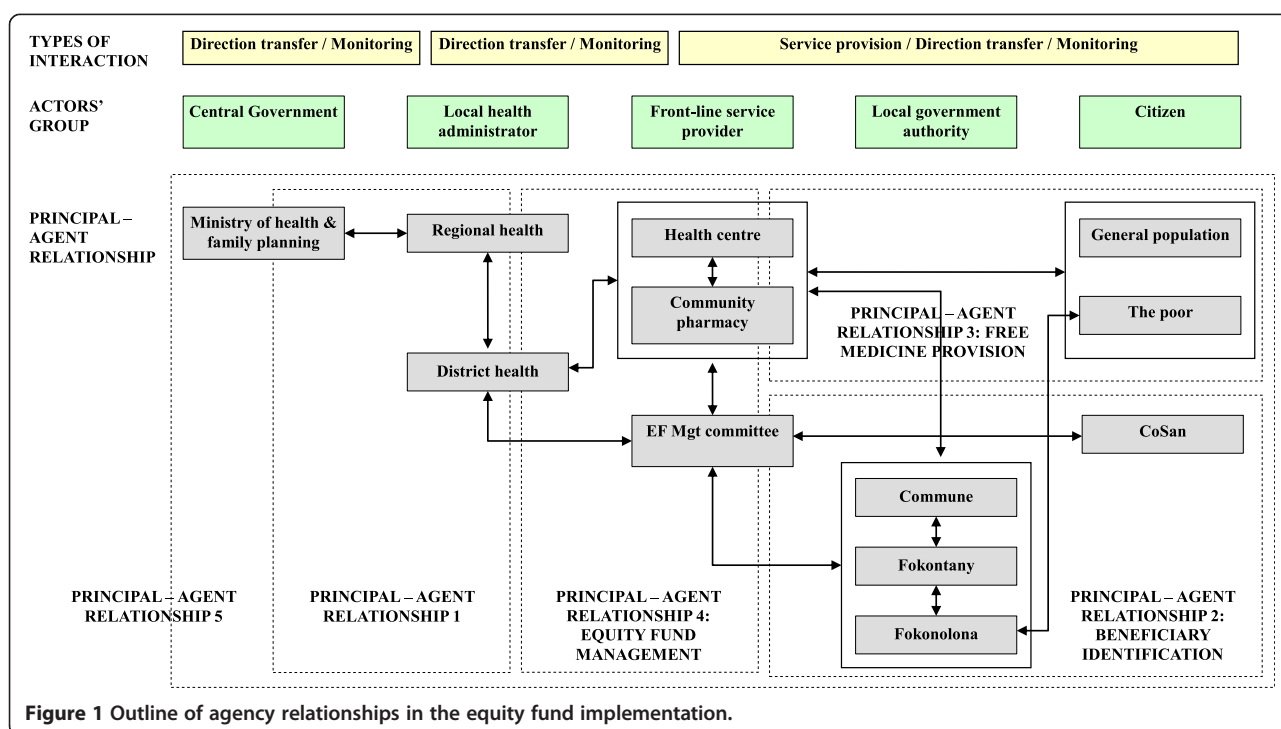 TYPES OF
INTERACTION
Direction transfer / Monitoring
Direction transfer / Monitoring
Service provision / Direction transfer / Monitoring
ACTORS'
GROUP
Central Government
Local health
administrator
Front-line service
provider
Local government
authority
Citizen
PRINCIPAL –
AGENT
RELATIONSHIP
Ministry of health &
family planning
Regional health
Health centre
General population
Community
pharmacy
PRINCIPAL – AGENT
RELATIONSHIP 3: FREE
MEDICINE PROVISION
The poor
District health
EF Mgt committee
CoSan
Commune
Fokontany
Fokonolona
PRINCIPAL – AGENT
RELATIONSHIP 5
PRINCIPAL – AGENT
RELATIONSHIP 1
PRINCIPAL – AGENT
RELATIONSHIP 4:
EQUITY FUND
MANAGEMENT
PRINCIPAL – AGENT
RELATIONSHIP 2:
BENEFICIARY
IDENTIFICATION
Figure 1 Outline of agency relationships in the equity fund implementation.